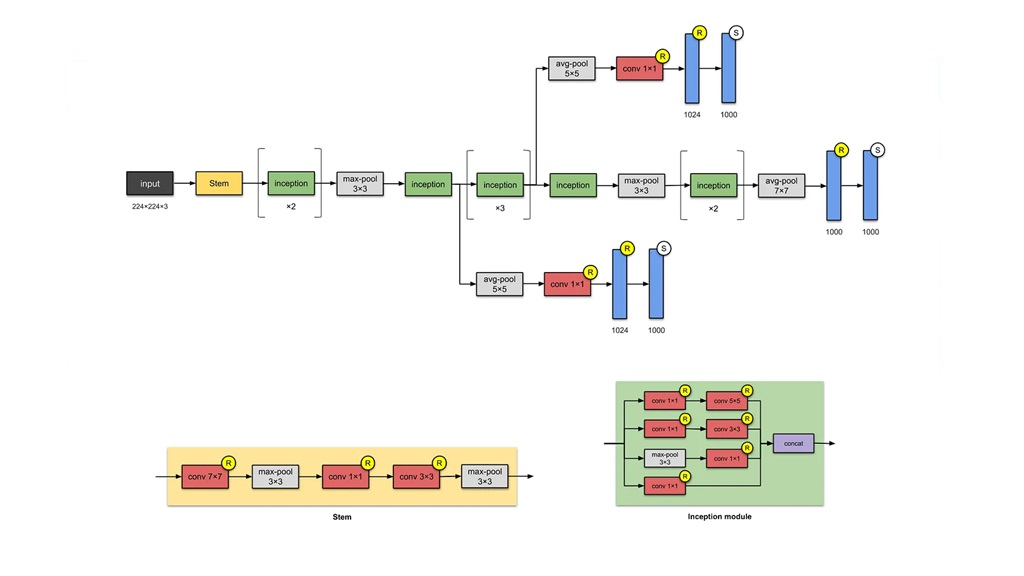 R
S
avg-pool
5×5
conv 1×1
R
1024
1000
input
224×224×3
Stem
inception
×2
max-pool
3×3
inception
inception
×3
inception
max-pool
3×3
inception
×2
avg-pool
7×7
R
S
1000
1000
avg-pool
5×5
conv 1×1
R
R
S
1024
1000
conv 7×7
R
max-pool
3×3
conv 1×1
R
conv 3×3
R
max-pool
3×3
Stem
conv 1×1
R
conv 5×5
R
conv 1×1
R
conv 3×3
R
max-pool
3×3
conv 1×1
R
conv 1×1
R
concat
Inception module